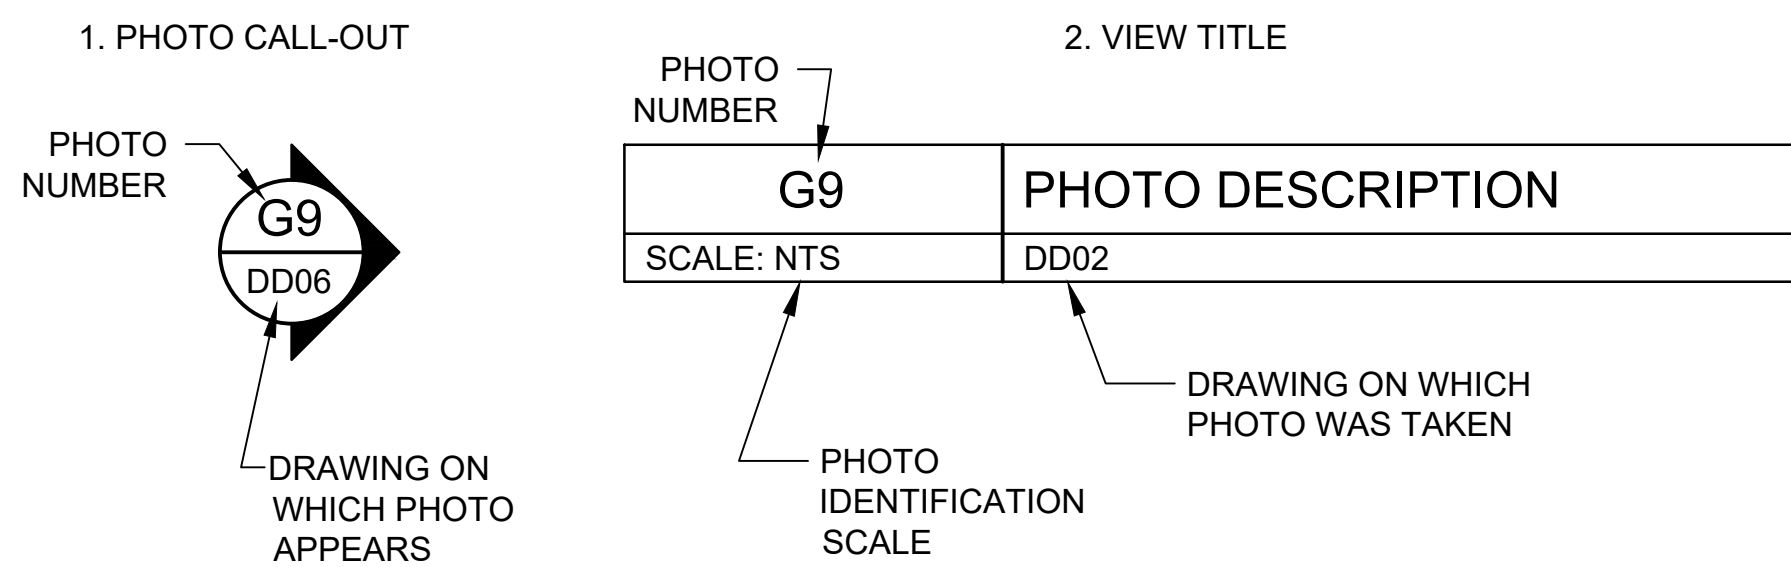 1. PHOTO CALL-OUT
PHOTO
NUMBER
G9
DD06
DRAWING ON
WHICH PHOTO
APPEARS
2. VIEW TITLE
PHOTO
NUMBER
G9
PHOTO DESCRIPTION
SCALE: NTS
DD02
PHOTO
IDENTIFICATION
SCALE
DRAWING ON WHICH
PHOTO WAS TAKEN